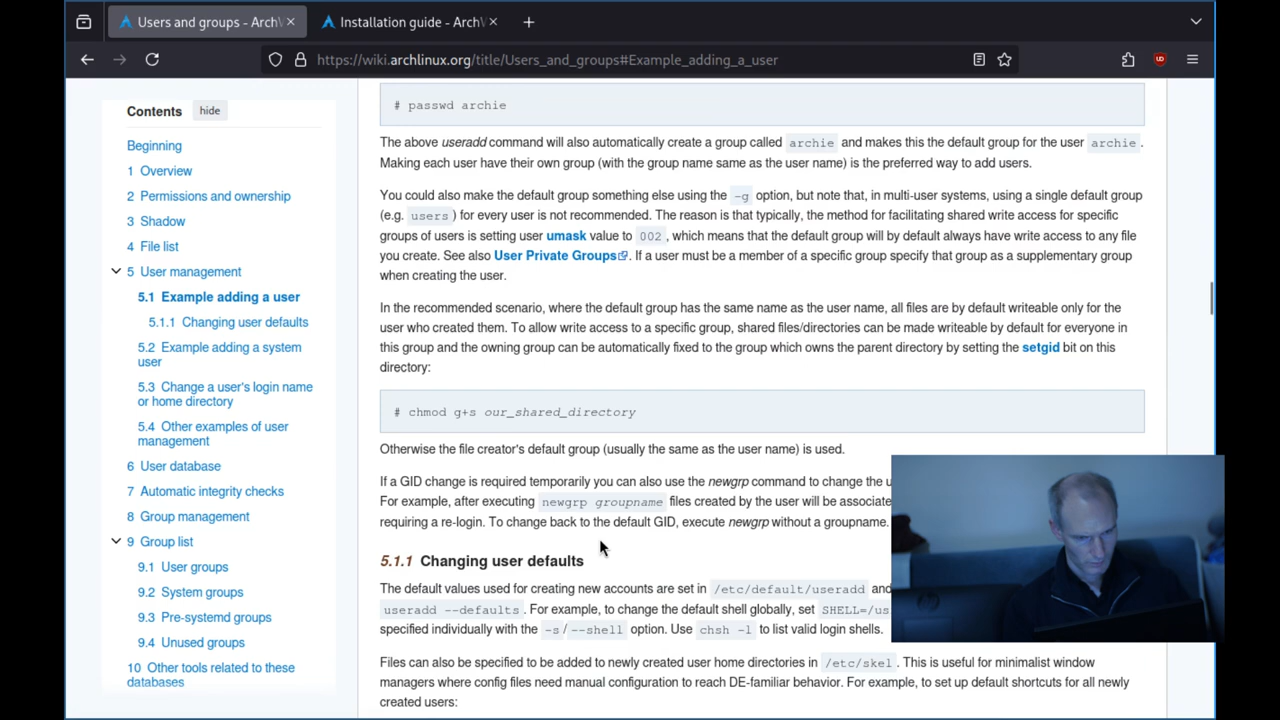 Users and groups - ArchV
Installation guide - ArchV
https://wiki.archlinux.org/title/Users_and_groups#Example_adding_a_user
Contents hide
Beginning
1 Overview
2 Permissions and ownership
3 Shadow
4 File list
5 User management
5.1 Example adding a user
5.1.1 Changing user defaults
5.2 Example adding a system
user
5.3 Change a user's login name
or home directory
5.4 Other examples of user
management
6 User database
7 Automatic integrity checks
8 Group management
9 Group list
9.1 User groups
9.2 System groups
9.3 Pre-systemd groups
9.4 Unused groups
10 Other tools related to these
databases
# passwd archie
The above useradd command will also automatically create a group called archie and makes this the default group for the user archie.
Making each user have their own group (with the group name same as the user name) is the preferred way to add users.
You could also make the default group something else using the -g option, but note that, in multi-user systems, using a single default group
(e.g. users) for every user is not recommended. The reason is that typically, the method for facilitating shared write access for specific
groups of users is setting user umask value to 002, which means that the default group will by default always have write access to any file
you create. See also User Private Groups. If a user must be a member of a specific group specify that group as a supplementary group
when creating the user.
In the recommended scenario, where the default group has the same name as the user name, all files are by default writeable only for the
user who created them. To allow write access to a specific group, shared files/directories can be made writeable by default for everyone in
this group and the owning group can be automatically fixed to the group which owns the parent directory by setting the setgid bit on this
directory:
# chmod g+s our_shared_directory
Otherwise the file creator's default group (usually the same as the user name) is used.
If a GID change is required temporarily you can also use the newgrp command to change the u
For example, after executing newgrp groupname files created by the user will be associate
requiring a re-login. To change back to the default GID, execute newgrp without a groupname.
5.1.1 Changing user defaults
The default values used for creating new accounts are set in /etc/default/useradd and
useradd --defaults. For example, to change the default shell globally, set SHELL=/us
specified individually with the -s/--shell option. Use chsh -l to list valid login shells.
Files can also be specified to be added to newly created user home directories in /etc/skel. This is useful for minimalist window
managers where config files need manual configuration to reach DE-familiar behavior. For example, to set up default shortcuts for all newly
created users: